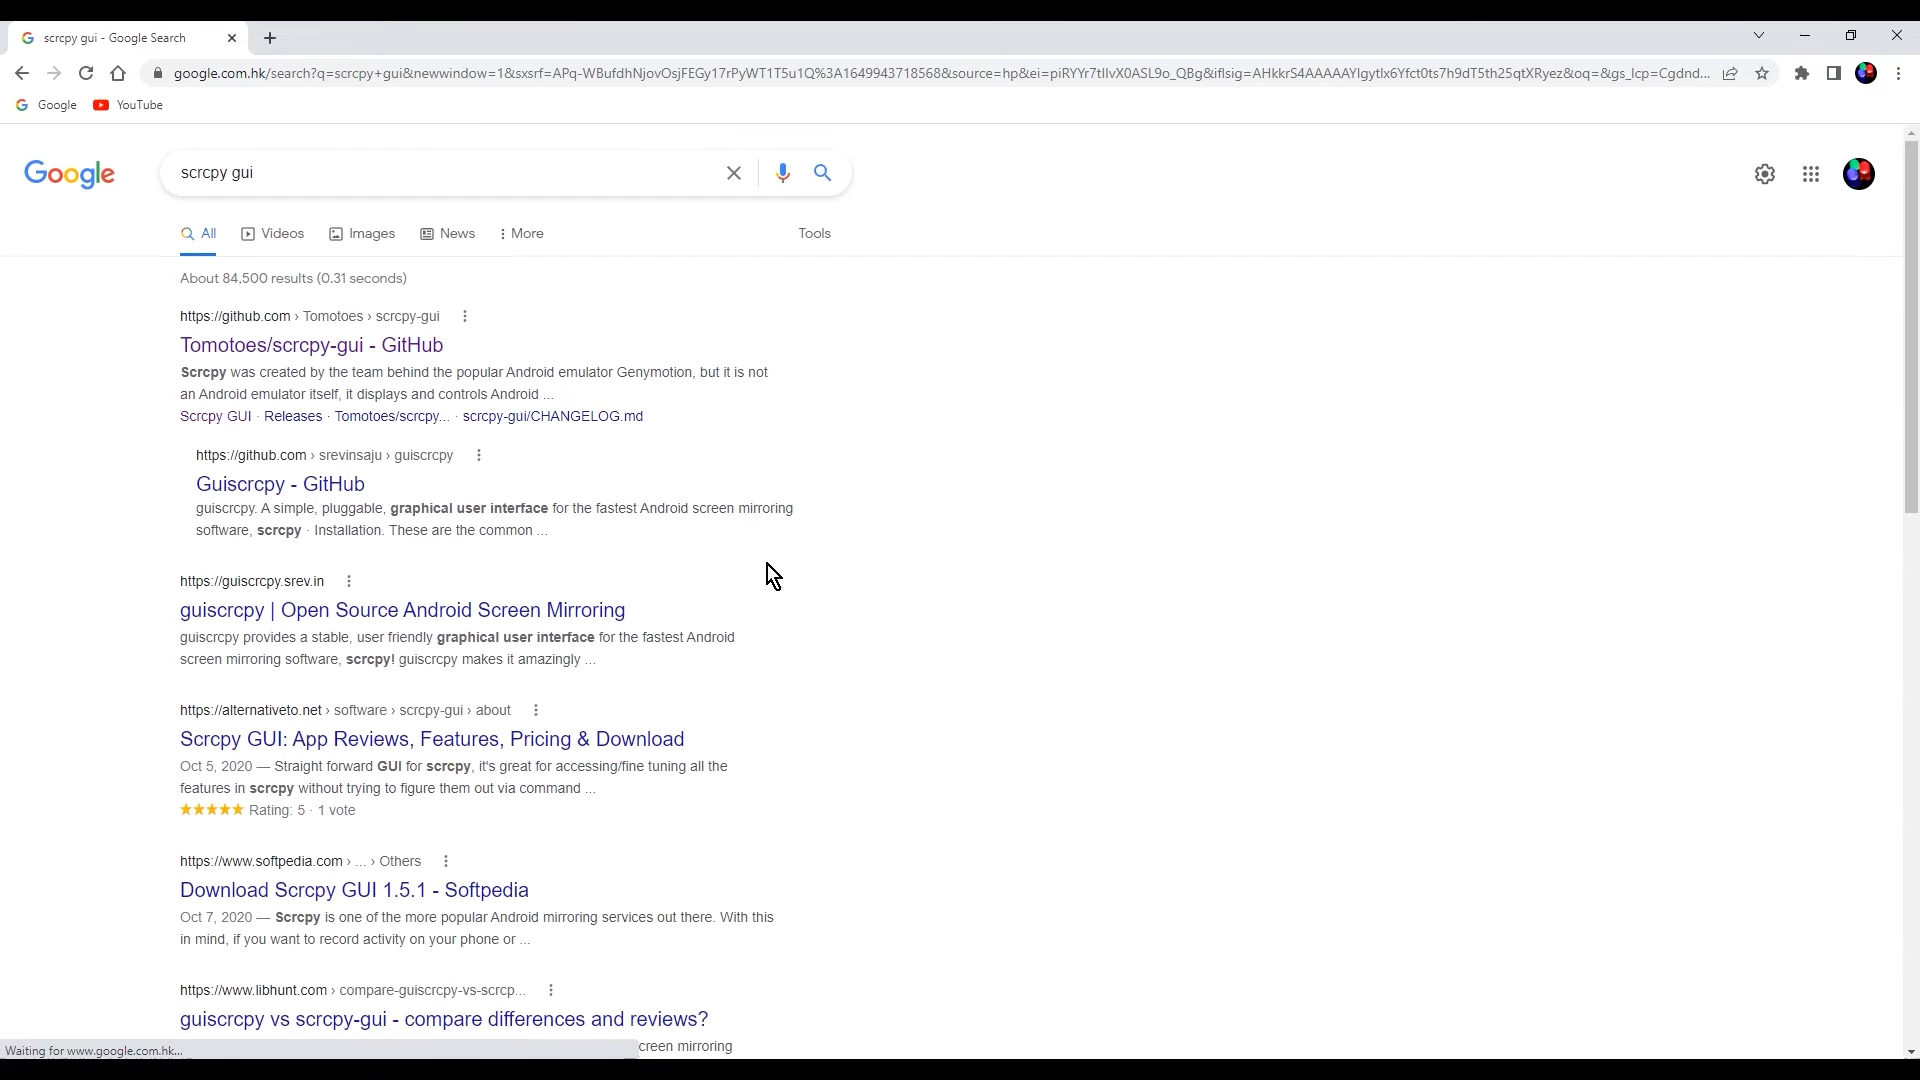 scrcpy gui - Google Search
google.com.hk/search?q=scrcpy+gui&newwindow=1&sxsrf=APq-WBufdhNjovOsjFEGy17rPyWT1T5u1Q%3A1649943718568&source=hp&ei=piRYYr7tIIvX0ASL9o_QBg&iflsig=AHkkrS4AAAAAYlgytlx6Yfct0ts7h9dT5th25qtXRyez&oq=&gs_lcp=Cgdnd...
Google YouTube
Google
scrcpy gui
All Videos Images News More Tools
About 84,500 results (0.31 seconds)
https://github.com › Tomotoes › scrcpy-gui
Tomotoes/scrcpy-gui - GitHub
Scrcpy was created by the team behind the popular Android emulator Genymotion, but it is not
an Android emulator itself, it displays and controls Android ...
Scrcpy GUI · Releases · Tomotoes/scrcpy... · scrcpy-gui/CHANGELOG.md
https://github.com › srevinsaju › guiscrcpy
Guiscrcpy - GitHub
guiscrcpy. A simple, pluggable, graphical user interface for the fastest Android screen mirroring
software, scrcpy · Installation. These are the common ...
https://guiscrcpy.srev.in
guiscrcpy | Open Source Android Screen Mirroring
guiscrcpy provides a stable, user friendly graphical user interface for the fastest Android
screen mirroring software, scrcpy! guiscrcpy makes it amazingly ...
https://alternativeto.net › software › scrcpy-gui › about
Scrcpy GUI: App Reviews, Features, Pricing & Download
Oct 5, 2020 — Straight forward GUI for scrcpy, it's great for accessing/fine tuning all the
features in scrcpy without trying to figure them out via command ...
★★★★★ Rating: 5 · 1 vote
https://www.softpedia.com › ... › Others
Download Scrcpy GUI 1.5.1 - Softpedia
Oct 7, 2020 — Scrcpy is one of the more popular Android mirroring services out there. With this
in mind, if you want to record activity on your phone or ...
https://www.libhunt.com › compare-guiscrcpy-vs-scrcp...
guiscrcpy vs scrcpy-gui - compare differences and reviews?
creen mirroring
Waiting for www.google.com.hk...